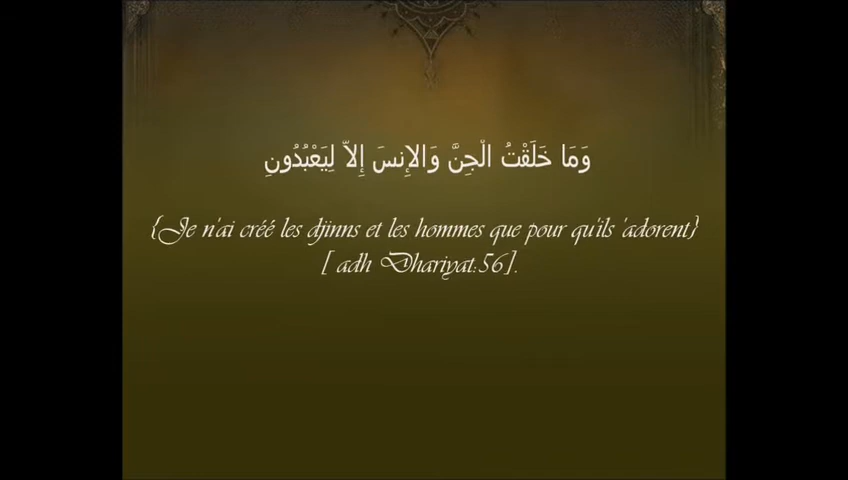 وَمَا خَلَقْتُ الْجِنَّ وَالإِنسَ إِلاَّ لِيَعْبُدُونِ
{Je n'ai créé les djinns et les hommes que pour qu'ils 'adorent}
[ adh Dhariyat:56].